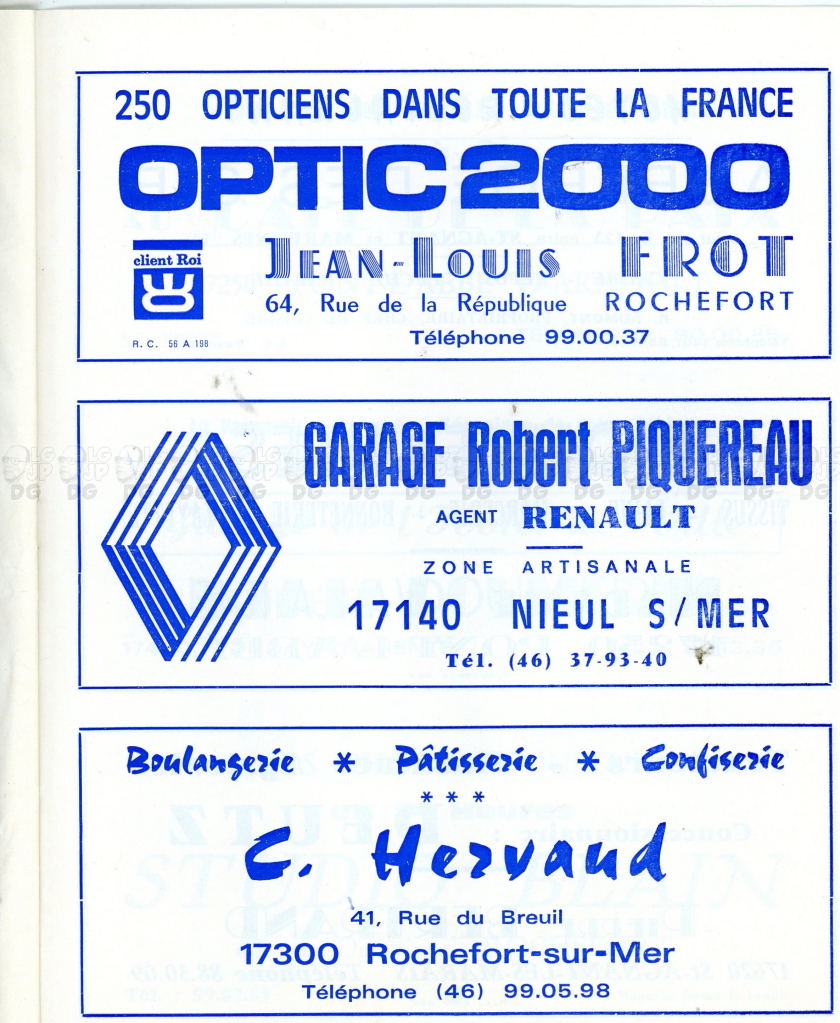 250 OPTICIENS DANS TOUTE LA FRANCE
OPTIC 2000
client Roi
JEAN-LOUIS FROT
64, Rue de la République ROCHEFORT
R. C. 56 A 198
Téléphone 99.00.37
GARAGE Robert PIQUEREAU
AGENT RENAULT
ZONE ARTISANALE
17140 NIEUL S/MER
Tél. (46) 37-93-40
Boulangerie * Pâtisserie * Confiserie
* * *
C. Hervaud
41, Rue du Breuil
17300 Rochefort-sur-Mer
Téléphone (46) 99.05.98